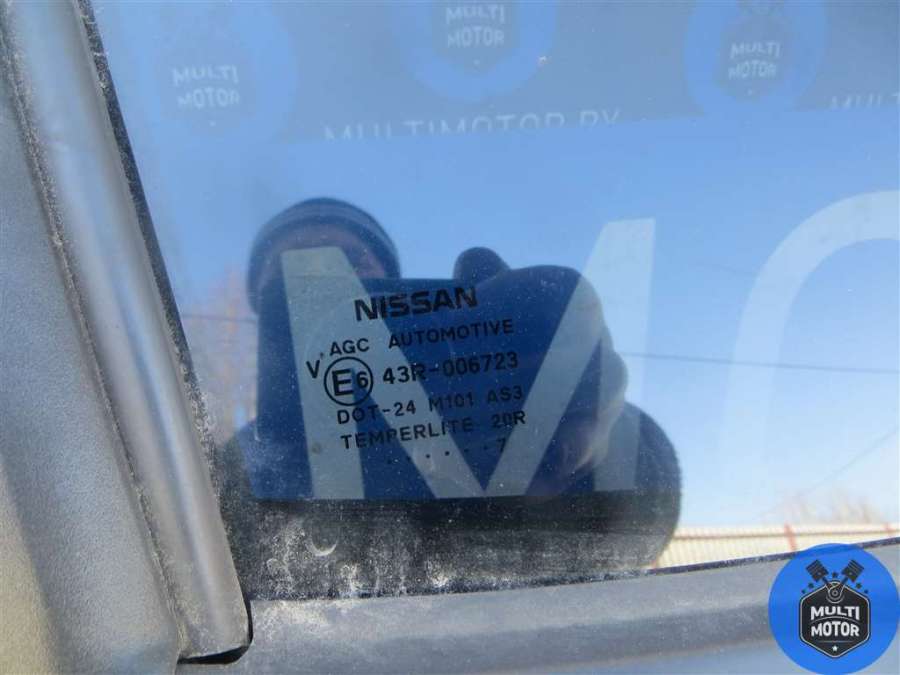 MULTI
MOTOR
MULTI
MOTOR
MULTI
MOTOR
MULTIMOTOR.BY
NISSAN
AGC AUTOMOTIVE
V E6 43R-006723
DOT-24 M101 AS3
TEMPERLITE 20R
. . . . . . 7
MULTI
MOTOR